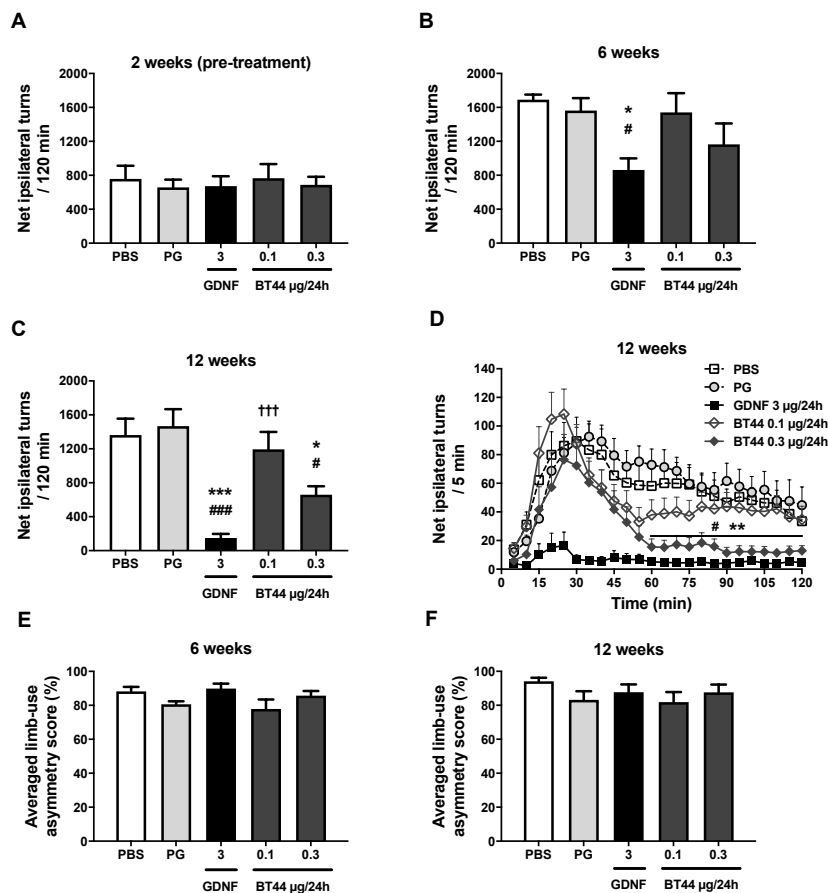 A
2 weeks (pre-treatment)
Net ipsilateral turns
/ 120 min
2000
1600
1200
800
400
0
PBS PG 3 0.1 0.3
GDNF BT44 µg/24h
B
6 weeks
Net ipsilateral turns
/ 120 min
2000
1600
1200
800
400
0
*
#
PBS PG 3 0.1 0.3
GDNF BT44 µg/24h
C
12 weeks
Net ipsilateral turns
/ 120 min
2000
1600
1200
800
400
0
***
###
†††
*
#
PBS PG 3 0.1 0.3
GDNF BT44 µg/24h
D
12 weeks
Net ipsilateral turns
/ 5 min
140
120
100
80
60
40
20
0
PBS
PG
GDNF 3 µg/24h
BT44 0.1 µg/24h
BT44 0.3 µg/24h
# **
0 15 30 45 60 75 90 105 120
Time (min)
E
6 weeks
Averaged limb-use
asymmetry score (%)
100
80
60
40
20
0
PBS PG 3 0.1 0.3
GDNF BT44 µg/24h
F
12 weeks
Averaged limb-use
asymmetry score (%)
100
80
60
40
20
0
PBS PG 3 0.1 0.3
GDNF BT44 µg/24h